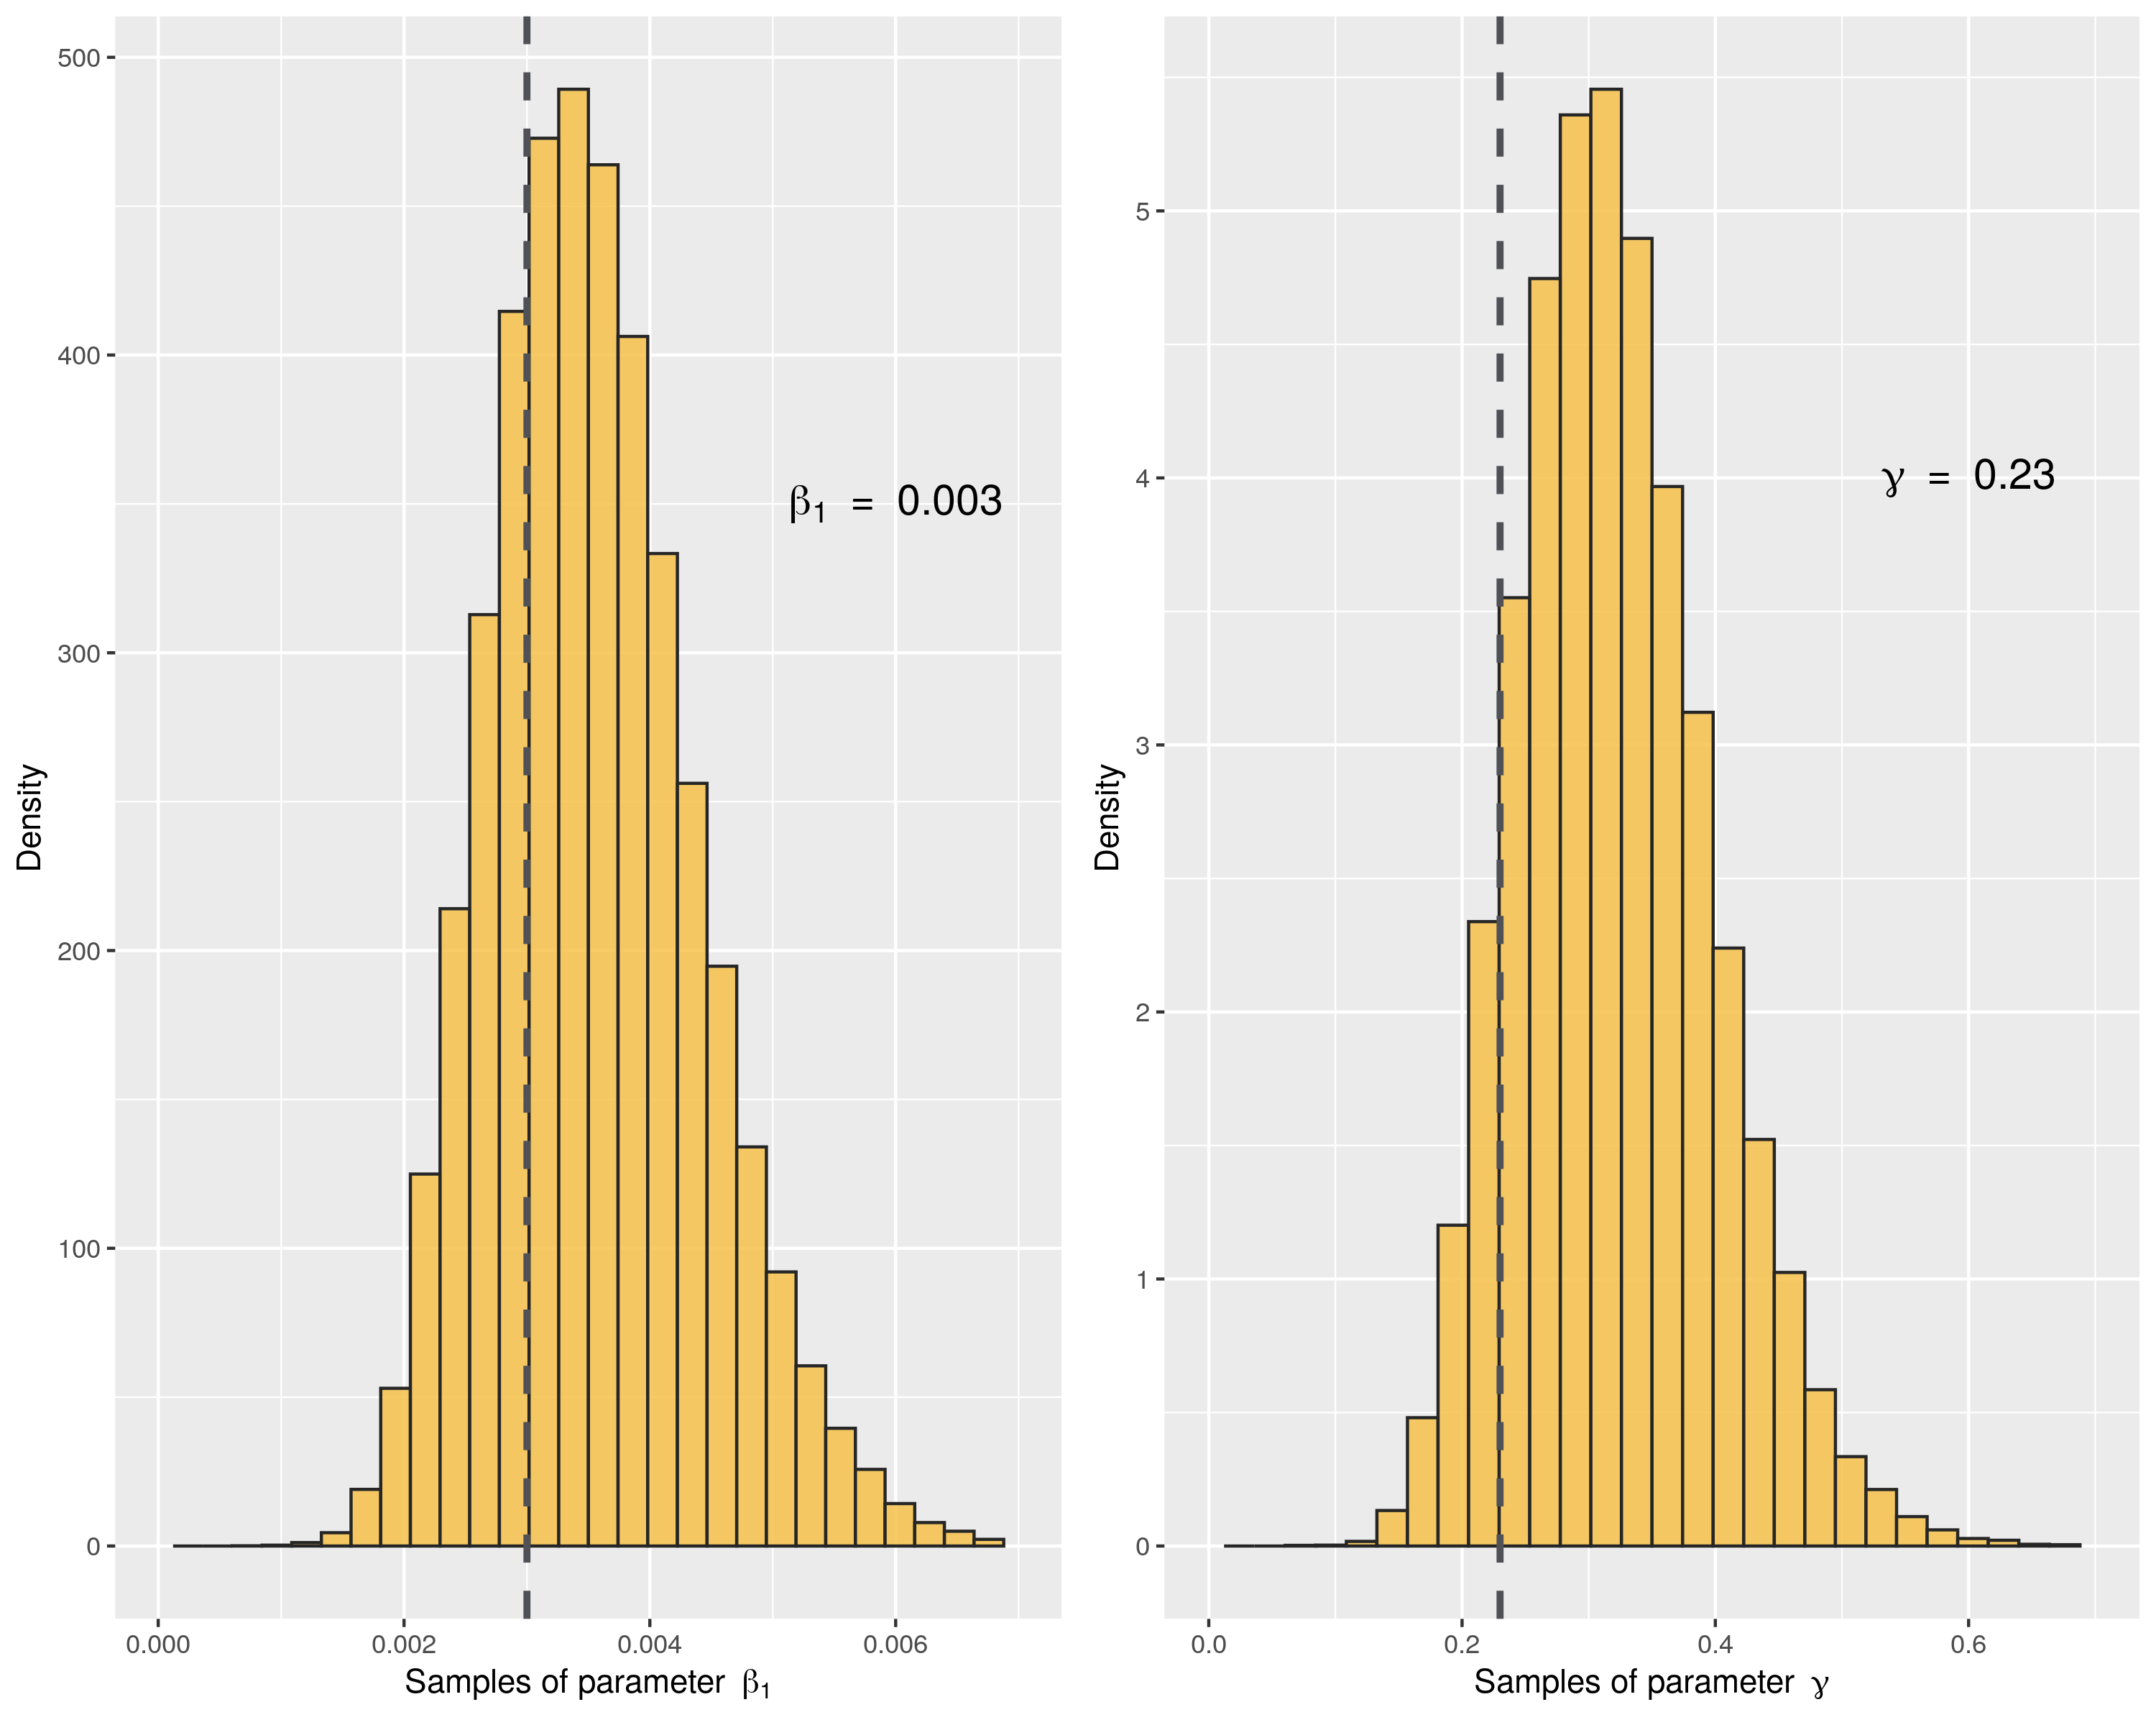 Density
500
400
300
200
100
0
β1 = 0.003
0.000 0.002 0.004 0.006
Samples of parameter β1
Density
5
4
3
2
1
0
γ = 0.23
0.0 0.2 0.4 0.6
Samples of parameter γ